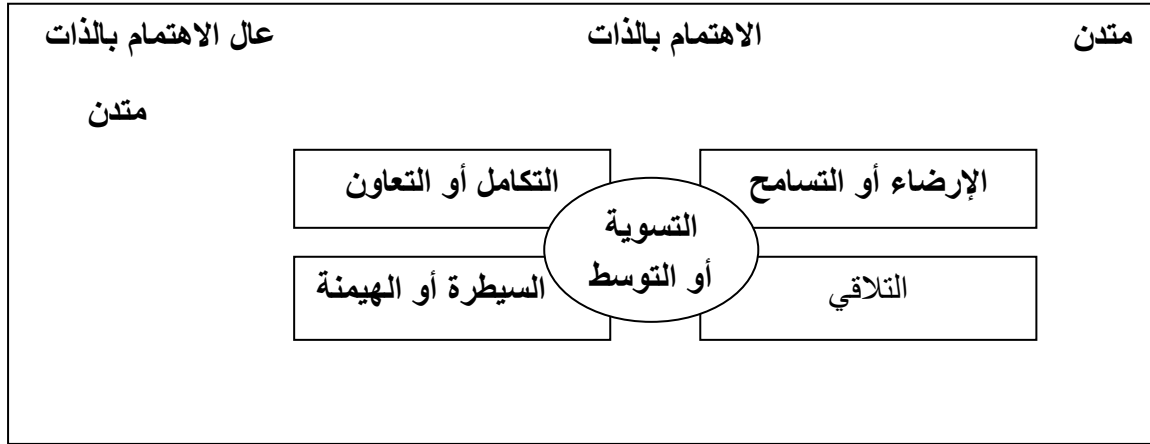 متدن الاهتمام بالذات عال الاهتمام بالذات
متدن
الإرضاء أو التسامح
التكامل أو التعاون
التسوية
أو التوسط
التلاقي
السيطرة أو الهيمنة